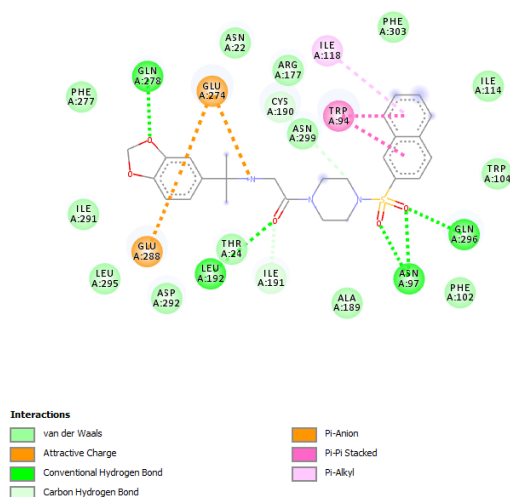 PHE
A:303
ASN
A:22
ILE
A:118
GLN
A:278
ARG
A:177
GLU
A:274
ILE
A:114
PHE
A:277
CYS
A:190
TRP
A:94
ASN
A:299
TRP
A:104
O
O
N
N
N
S
O
O
O
ILE
A:291
GLN
A:296
GLU
A:288
THR
A:24
LEU
A:192
ILE
A:191
ASN
A:97
LEU
A:295
ASP
A:292
ALA
A:189
PHE
A:102
Interactions
van der Waals
Attractive Charge
Conventional Hydrogen Bond
Carbon Hydrogen Bond
Pi-Anion
Pi-Pi Stacked
Pi-Alkyl